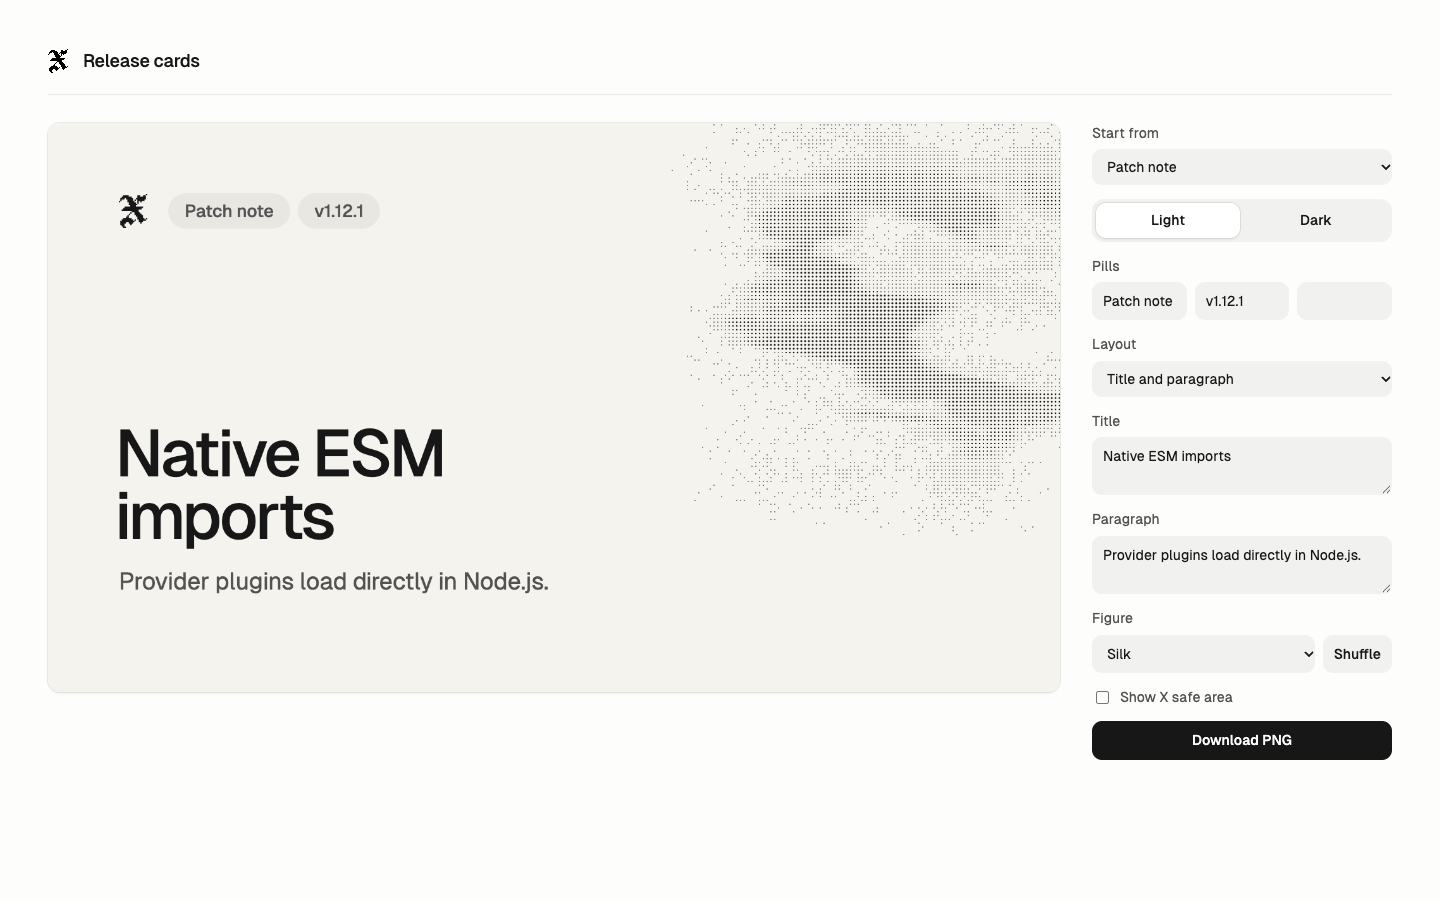 Release cards
Patch note
v1.12.1
Native ESM
imports
Provider plugins load directly in Node.js.
Start from
Patch note
Light
Dark
Pills
Patch note
v1.12.1
Layout
Title and paragraph
Title
Native ESM imports
Paragraph
Provider plugins load directly in Node.js.
Figure
Silk
Shuffle
Show X safe area
Download PNG